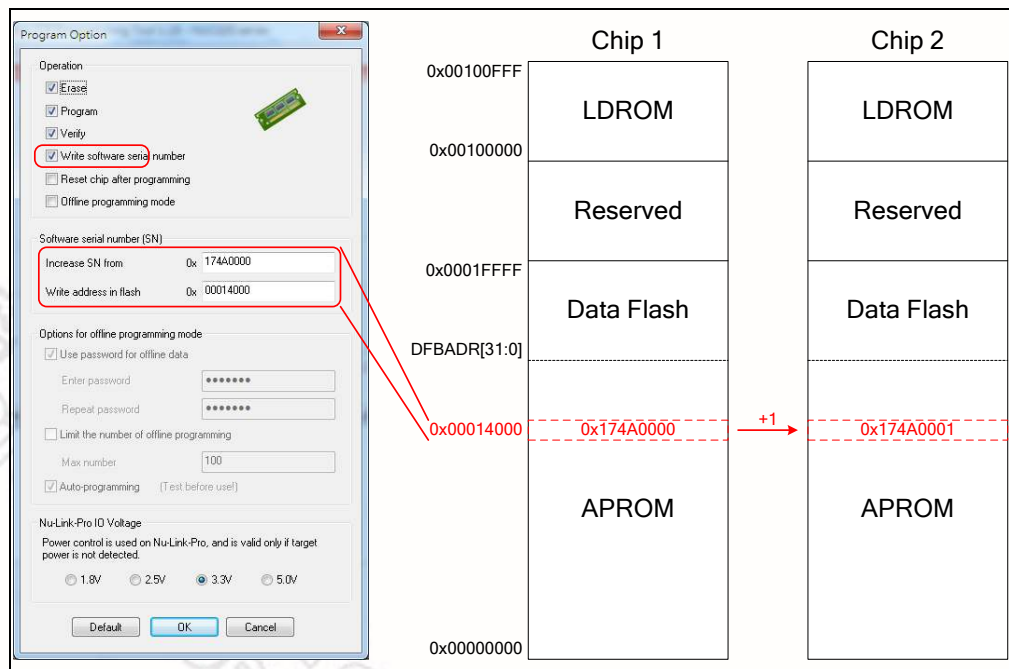 Program Option
Operation
Erase
Program
Verify
Write software serial number
Reset chip after programming
Offline programming mode
Software serial number (SN)
Increase SN from 0x 174A0000
Write address in flash 0x 00014000
Options for offline programming mode
Use password for offline data
Enter password •••••••
Repeat password •••••••
Limit the number of offline programming
Max number 100
Auto-programming (Test before use!)
Nu-Link-Pro IO Voltage
Power control is used on Nu-Link-Pro, and is valid only if target
power is not detected.
1.8V 2.5V 3.3V 5.0V
Default OK Cancel
Chip 1 Chip 2
0x00100FFF
LDROM LDROM
0x00100000
Reserved Reserved
0x0001FFFF
Data Flash Data Flash
DFBADR[31:0]
0x00014000 0x174A0000 +1 0x174A0001
APROM APROM
0x00000000